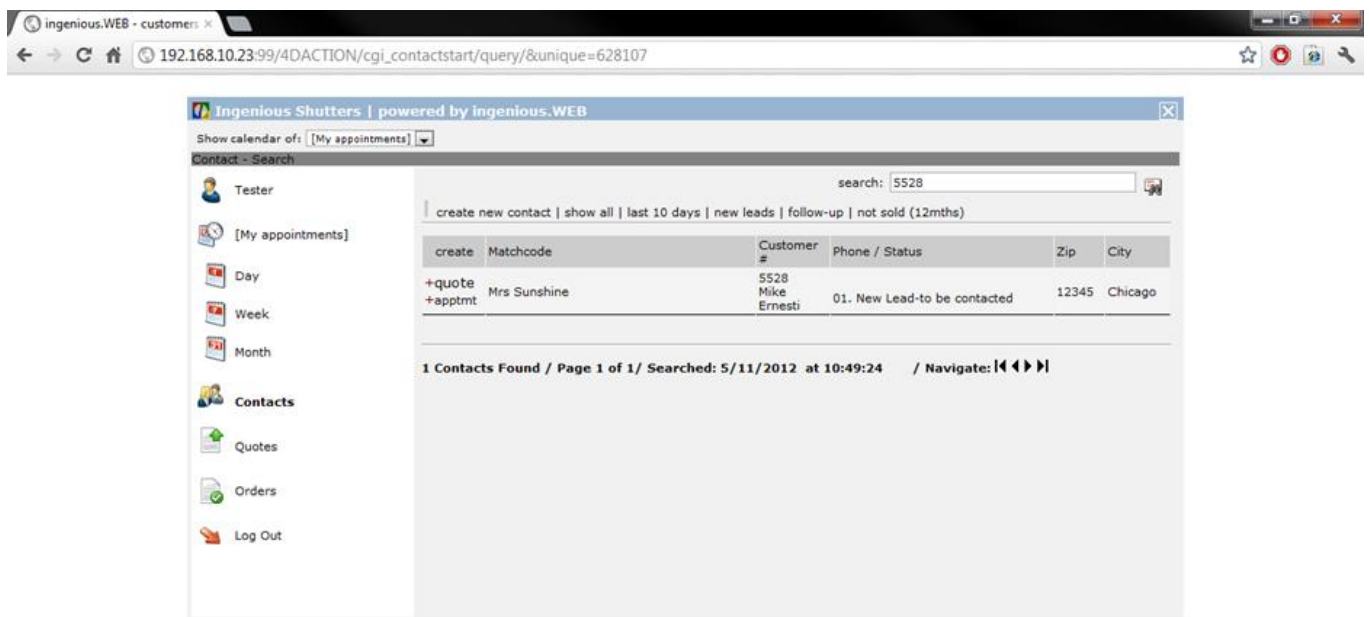 ingenious.WEB - customers
192.168.10.23:99/4DACTION/cgi_contactstart/query/&unique=628107
Ingenious Shutters | powered by ingenious.WEB
Show calendar of: [My appointments]
Contact - Search
Tester
[My appointments]
Day
Week
Month
Contacts
Quotes
Orders
Log Out
search: 5528
create new contact | show all | last 10 days | new leads | follow-up | not sold (12mths)
create Matchcode Customer # Phone / Status Zip City
+quote
+apptmt
Mrs Sunshine
5528
Mike
Ernesti
01. New Lead-to be contacted
12345 Chicago
1 Contacts Found / Page 1 of 1/ Searched: 5/11/2012 at 10:49:24 / Navigate: